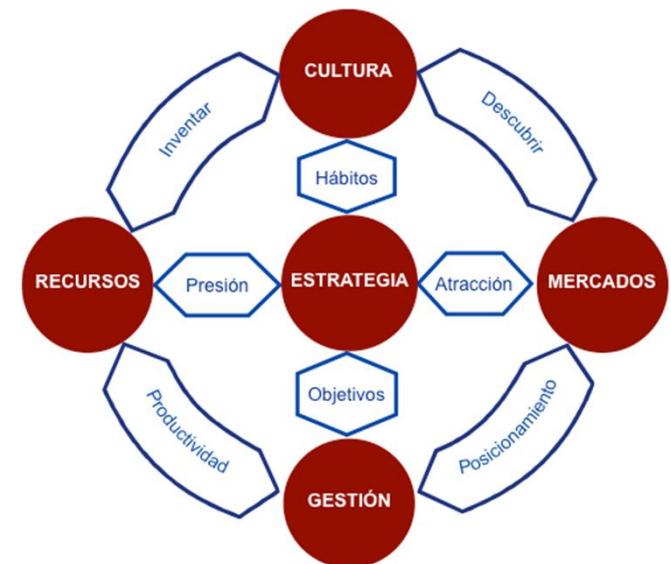 CULTURA
Inventar
Descubrir
Hábitos
RECURSOS
Presión
ESTRATEGIA
Atracción
MERCADOS
Objetivos
Productividad
Posicionamiento
GESTIÓN